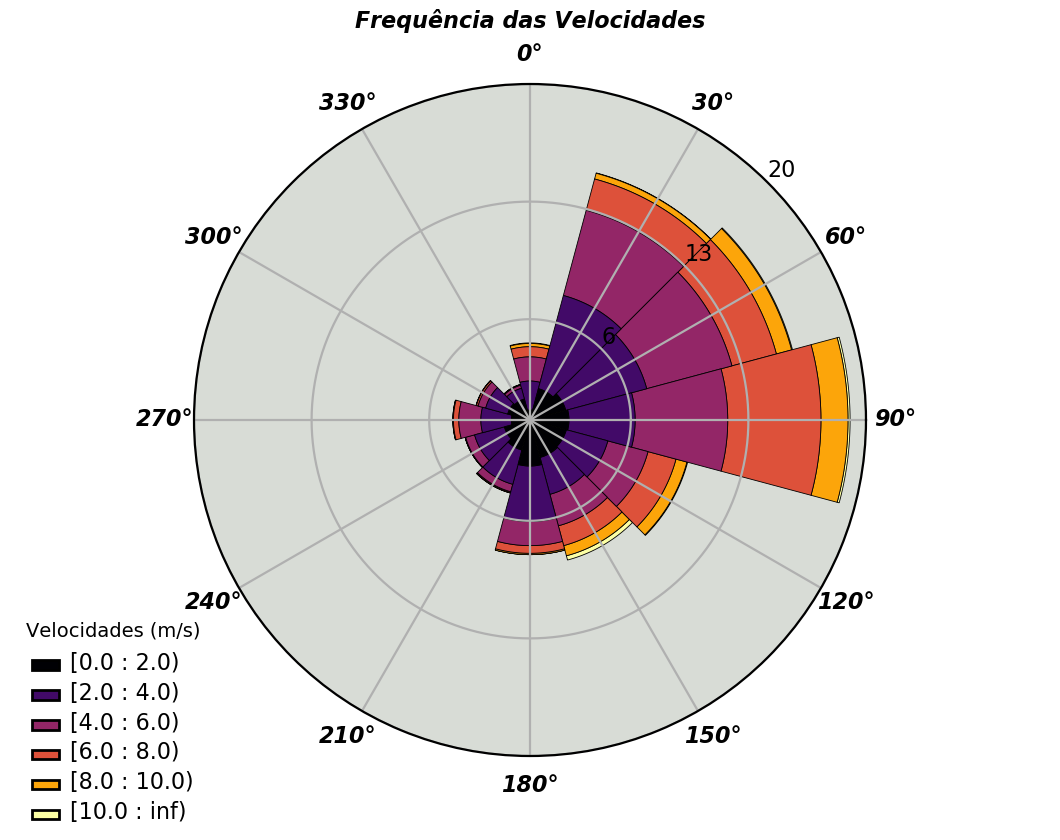 Frequência das Velocidades
0°
330°
30°
20
300°
60°
13
6
270°
90°
240°
120°
210°
150°
180°
Velocidades (m/s)
[0.0 : 2.0)
[2.0 : 4.0)
[4.0 : 6.0)
[6.0 : 8.0)
[8.0 : 10.0)
[10.0 : inf)